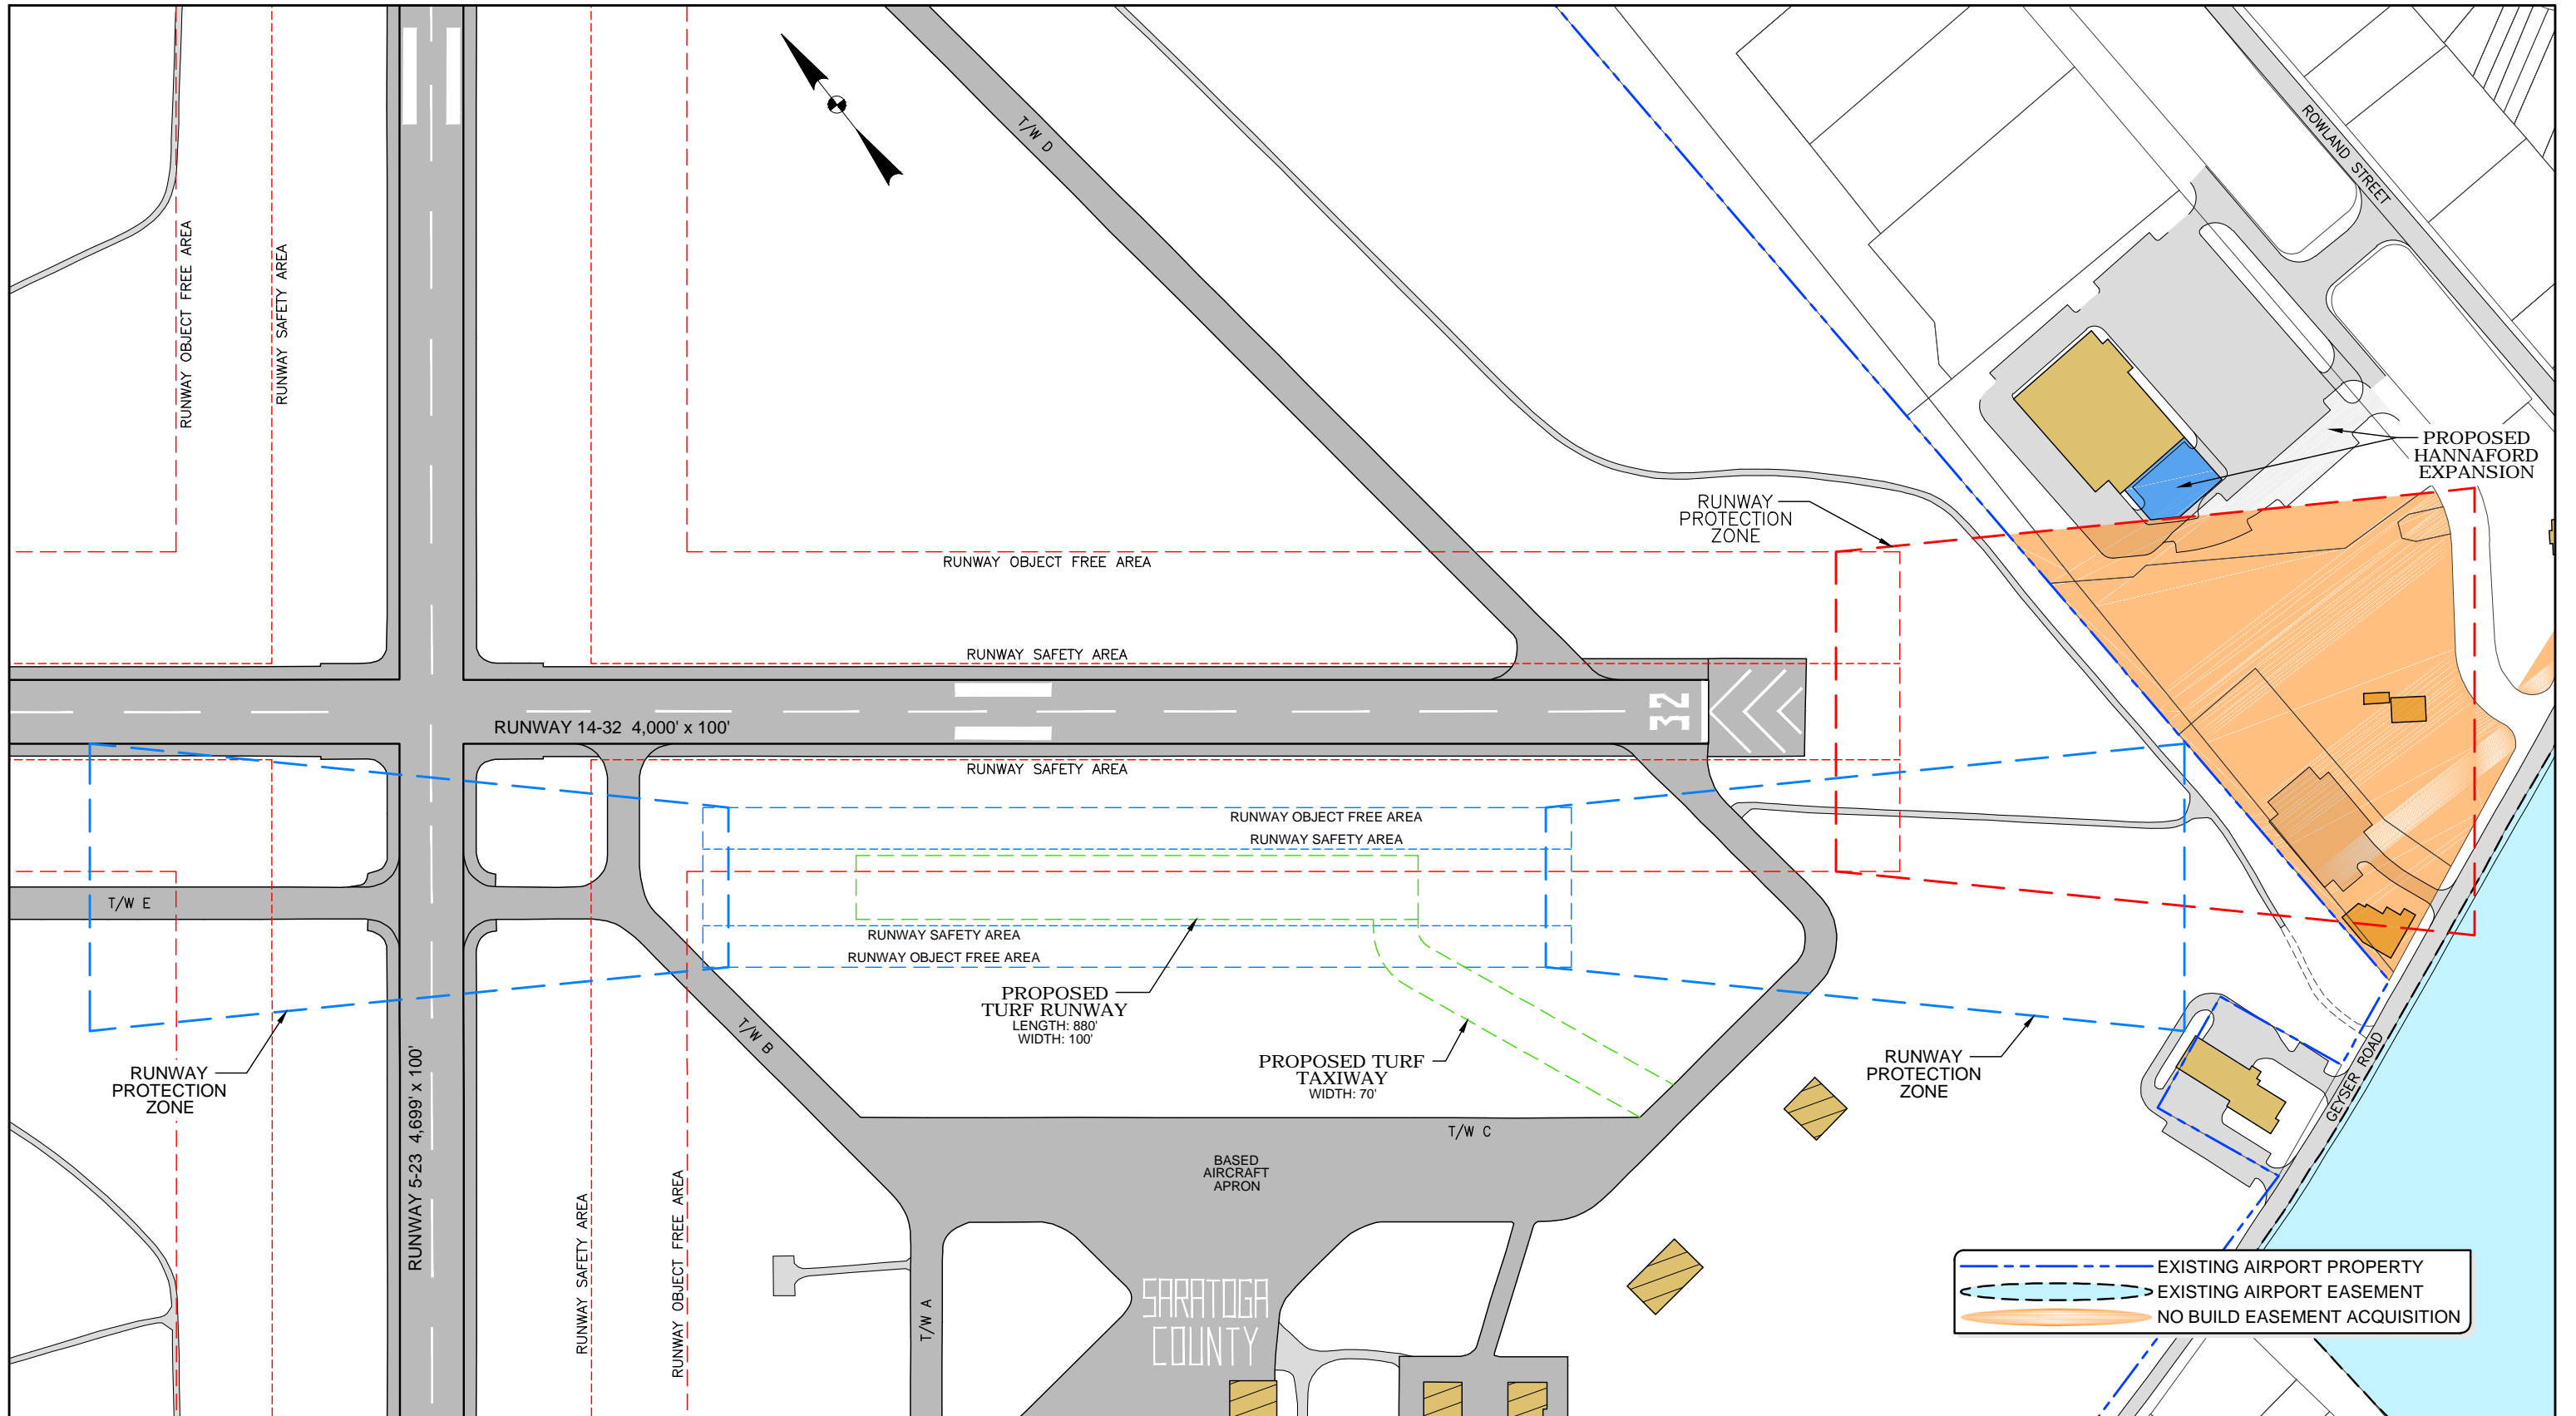 T/W D
ROWLAND STREET
RUNWAY OBJECT FREE AREA
RUNWAY SAFETY AREA
PROPOSED
HANNAFORD
EXPANSION
RUNWAY
PROTECTION
ZONE
RUNWAY OBJECT FREE AREA
RUNWAY SAFETY AREA
32
RUNWAY 14-32  4,000' x 100'
RUNWAY SAFETY AREA
RUNWAY OBJECT FREE AREA
RUNWAY SAFETY AREA
T/W E
RUNWAY SAFETY AREA
RUNWAY OBJECT FREE AREA
PROPOSED
TURF RUNWAY
LENGTH: 880'
WIDTH: 100'
T/W B
PROPOSED TURF
TAXIWAY
WIDTH: 70'
RUNWAY
PROTECTION
ZONE
RUNWAY
PROTECTION
ZONE
GEYSER ROAD
RUNWAY 5-23  4,699' x 100'
T/W C
BASED
AIRCRAFT
APRON
RUNWAY SAFETY AREA
RUNWAY OBJECT FREE AREA
T/W A
SARATOGA
COUNTY
EXISTING AIRPORT PROPERTY
EXISTING AIRPORT EASEMENT
NO BUILD EASEMENT ACQUISITION